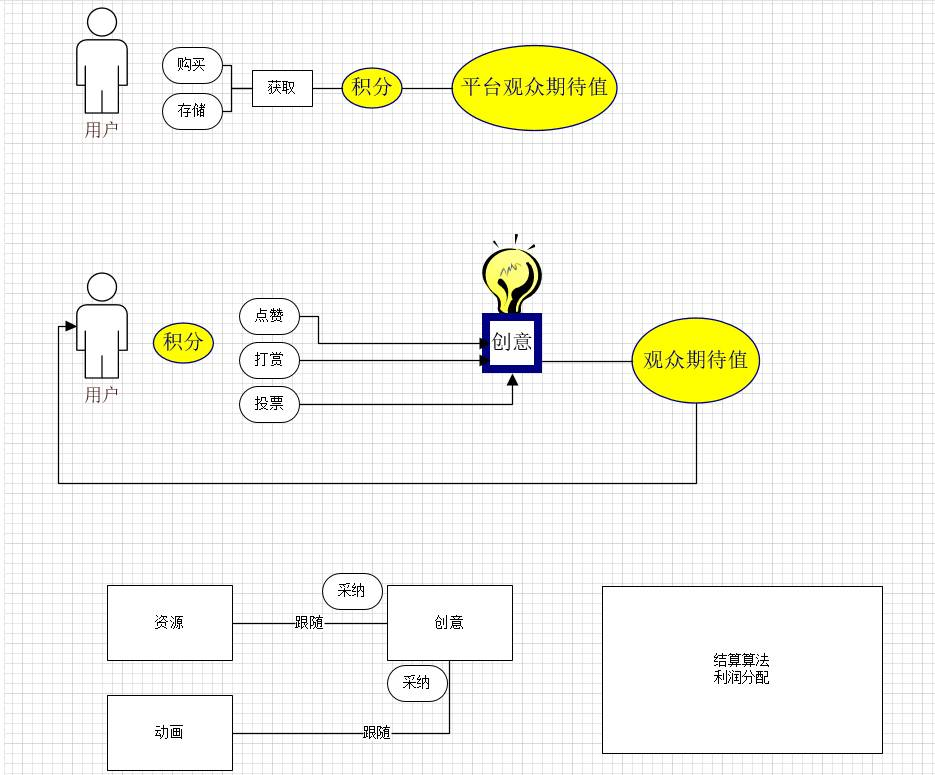 购买
存储
获取
积分
平台观众期待值
用户
点赞
打赏
投票
积分
创意
观众期待值
用户
资源
跟随
采纳
创意
采纳
动画
跟随
结算算法
利润分配